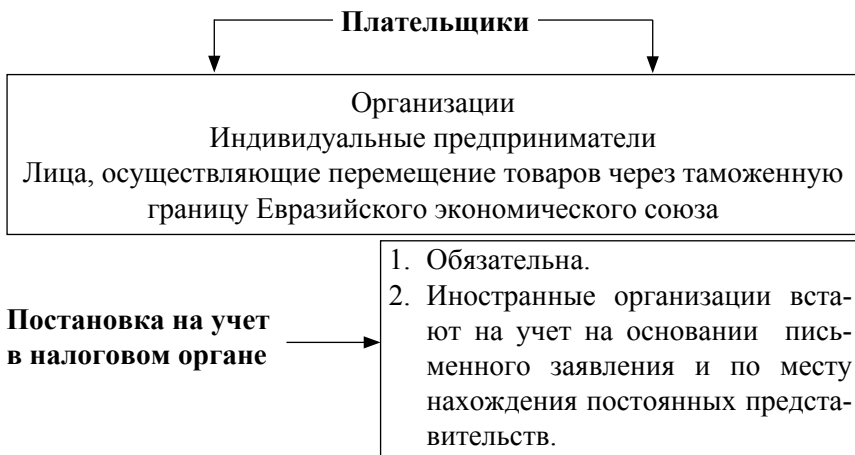 Плательщики
Организации
Индивидуальные предприниматели
Лица, осуществляющие перемещение товаров через таможенную
границу Евразийского экономического союза
Постановка на учет
в налоговом органе
1. Обязательна.
2. Иностранные организации вста-
ют на учет на основании пись-
менного заявления и по месту
нахождения постоянных предста-
вительств.